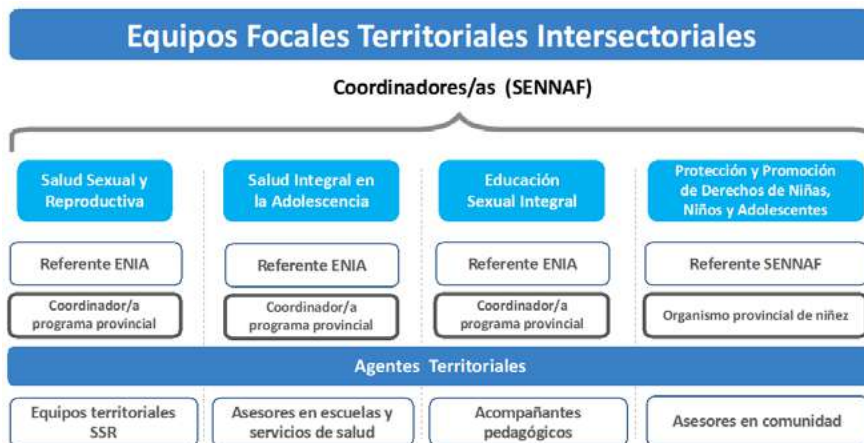 Equipos Focales Territoriales Intersectoriales
Coordinadores/as (SENNAF)
Salud Sexual y
Reproductiva
Salud Integral en
la Adolescencia
Educación
Sexual Integral
Protección y Promoción
de Derechos de Niñas,
Niños y Adolescentes
Referente ENIA
Referente ENIA
Referente ENIA
Referente SENNAF
Coordinador/a
programa provincial
Coordinador/a
programa provincial
Coordinador/a
programa provincial
Organismo provincial de niñez
Agentes Territoriales
Equipos territoriales
SSR
Asesores en escuelas y
servicios de salud
Acompañantes
pedagógicos
Asesores en comunidad